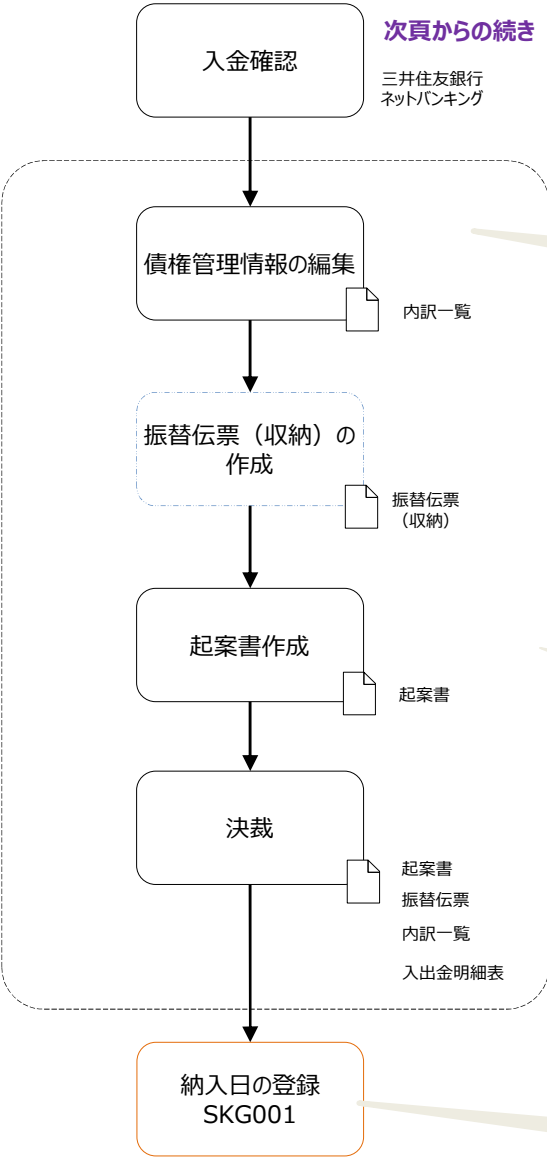 次頁からの続き
入金確認
三井住友銀行
ネットバンキング
債権管理情報の編集
内訳一覧
振替伝票（収納）の
作成
振替伝票
（収納）
起案書作成
起案書
決裁
起案書
振替伝票
内訳一覧
入出金明細表
納入日の登録
SKG001